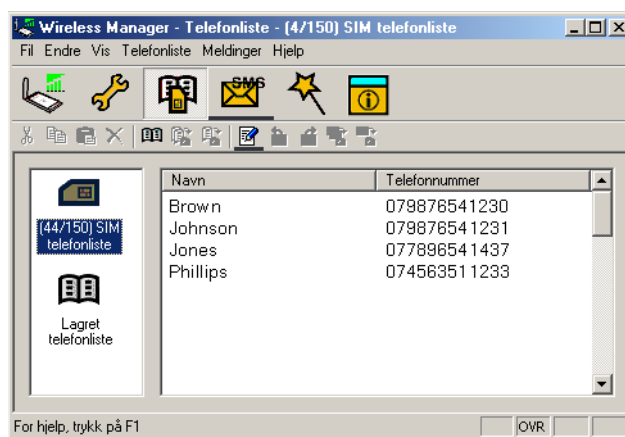 Wireless Manager - Telefonliste - (4/150) SIM telefonliste
Fil Endre Vis Telefonliste Meldinger Hjelp
SMS
(44/150) SIM
telefonliste
Lagret
telefonliste
Navn Telefonnummer
Brown 079876541230
Johnson 079876541231
Jones 077896541437
Phillips 074563511233
For hjelp, trykk på F1 OVR